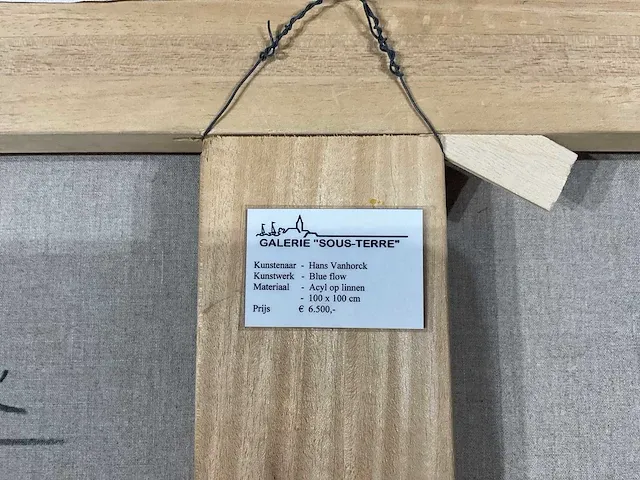 GALERIE "SOUS-TERRE"
Kunstenaar - Hans Vanhorck
Kunstwerk - Blue flow
Materiaal - Acyl op linnen
- 100 x 100 cm
Prijs € 6.500,-